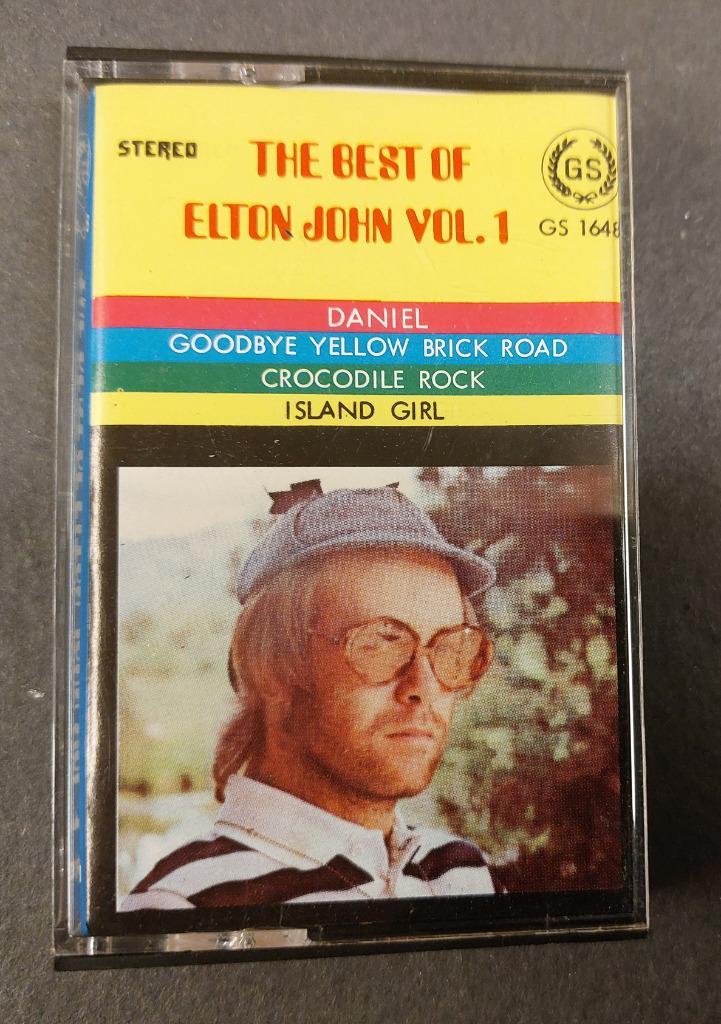 STEREO
THE BEST OF
ELTON JOHN VOL. 1
GS
GS 1648
DANIEL
GOODBYE YELLOW BRICK ROAD
CROCODILE ROCK
ISLAND GIRL